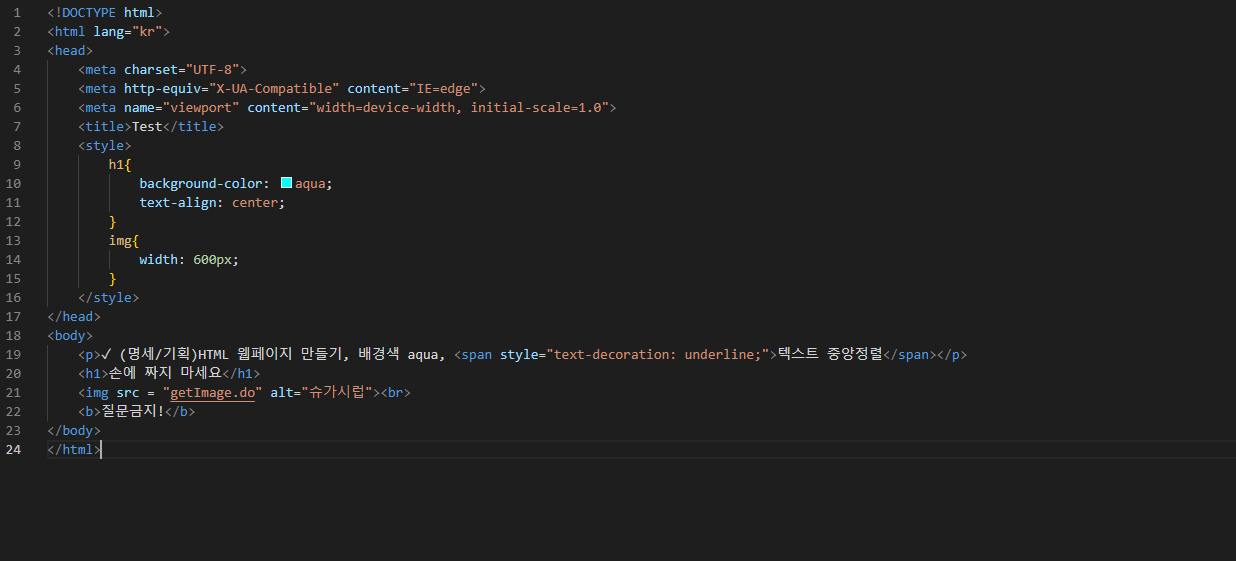 1 <!DOCTYPE html>
2 <html lang="kr">
3 <head>
4 <meta charset="UTF-8">
5 <meta http-equiv="X-UA-Compatible" content="IE=edge">
6 <meta name="viewport" content="width=device-width, initial-scale=1.0">
7 <title>Test</title>
8 <style>
9 h1{
10 background-color: aqua;
11 text-align: center;
12 }
13 img{
14 width: 600px;
15 }
16 </style>
17 </head>
18 <body>
19 <p>✓ (명세/기획)HTML 웹페이지 만들기, 배경색 aqua, <span style="text-decoration: underline;">텍스트 중앙정렬</span></p>
20 <h1>손에 짜지 마세요</h1>
21 <img src = "getImage.do" alt="슈가시럽"><br>
22 <b>질문금지!</b>
23 </body>
24 </html>